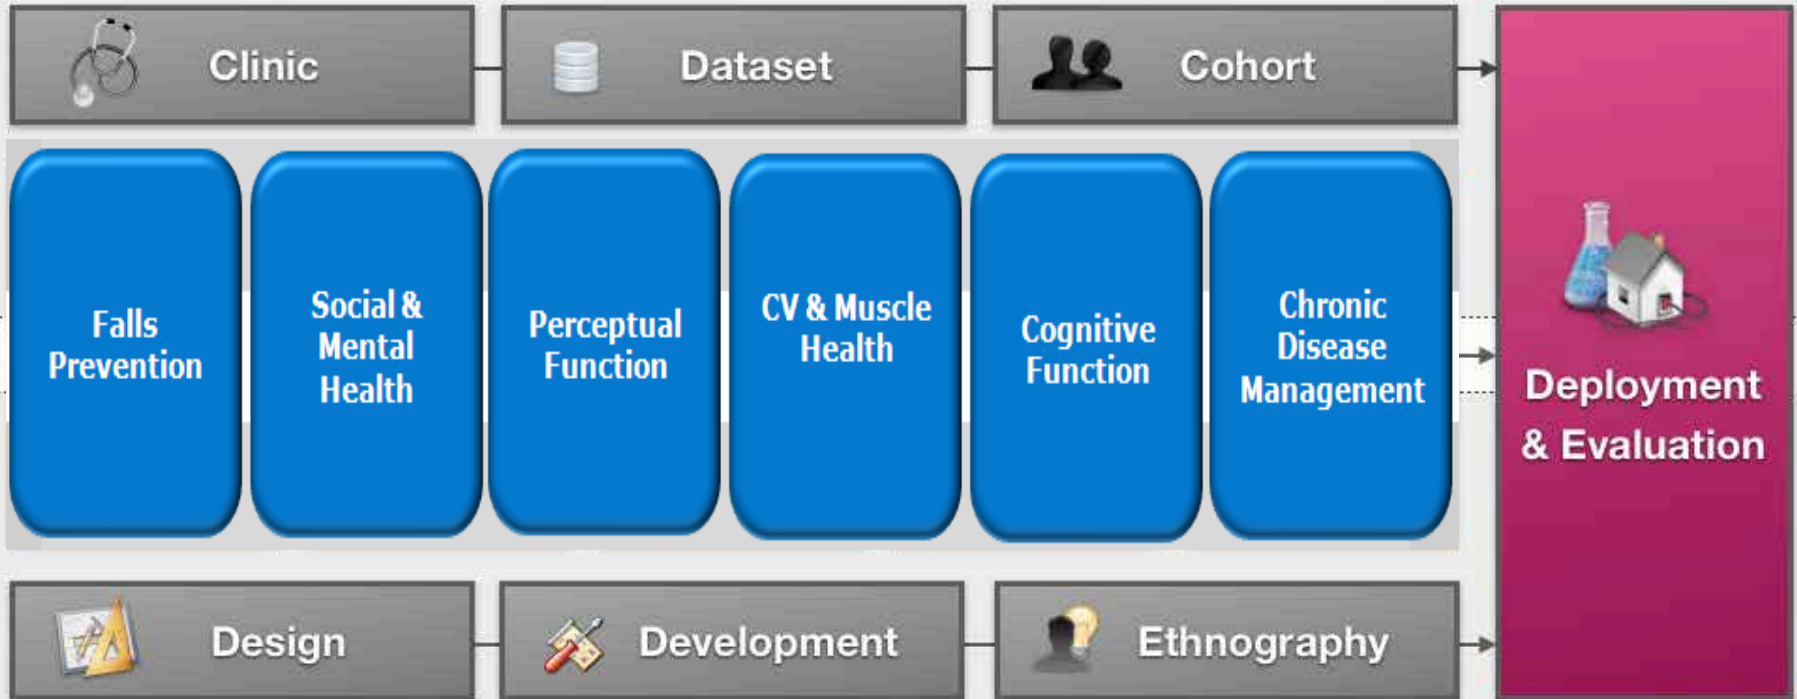 Clinic
Dataset
Cohort
Falls
Prevention
Social &
Mental
Health
Perceptual
Function
CV & Muscle
Health
Cognitive
Function
Chronic
Disease
Management
Deployment
& Evaluation
Design
Development
Ethnography